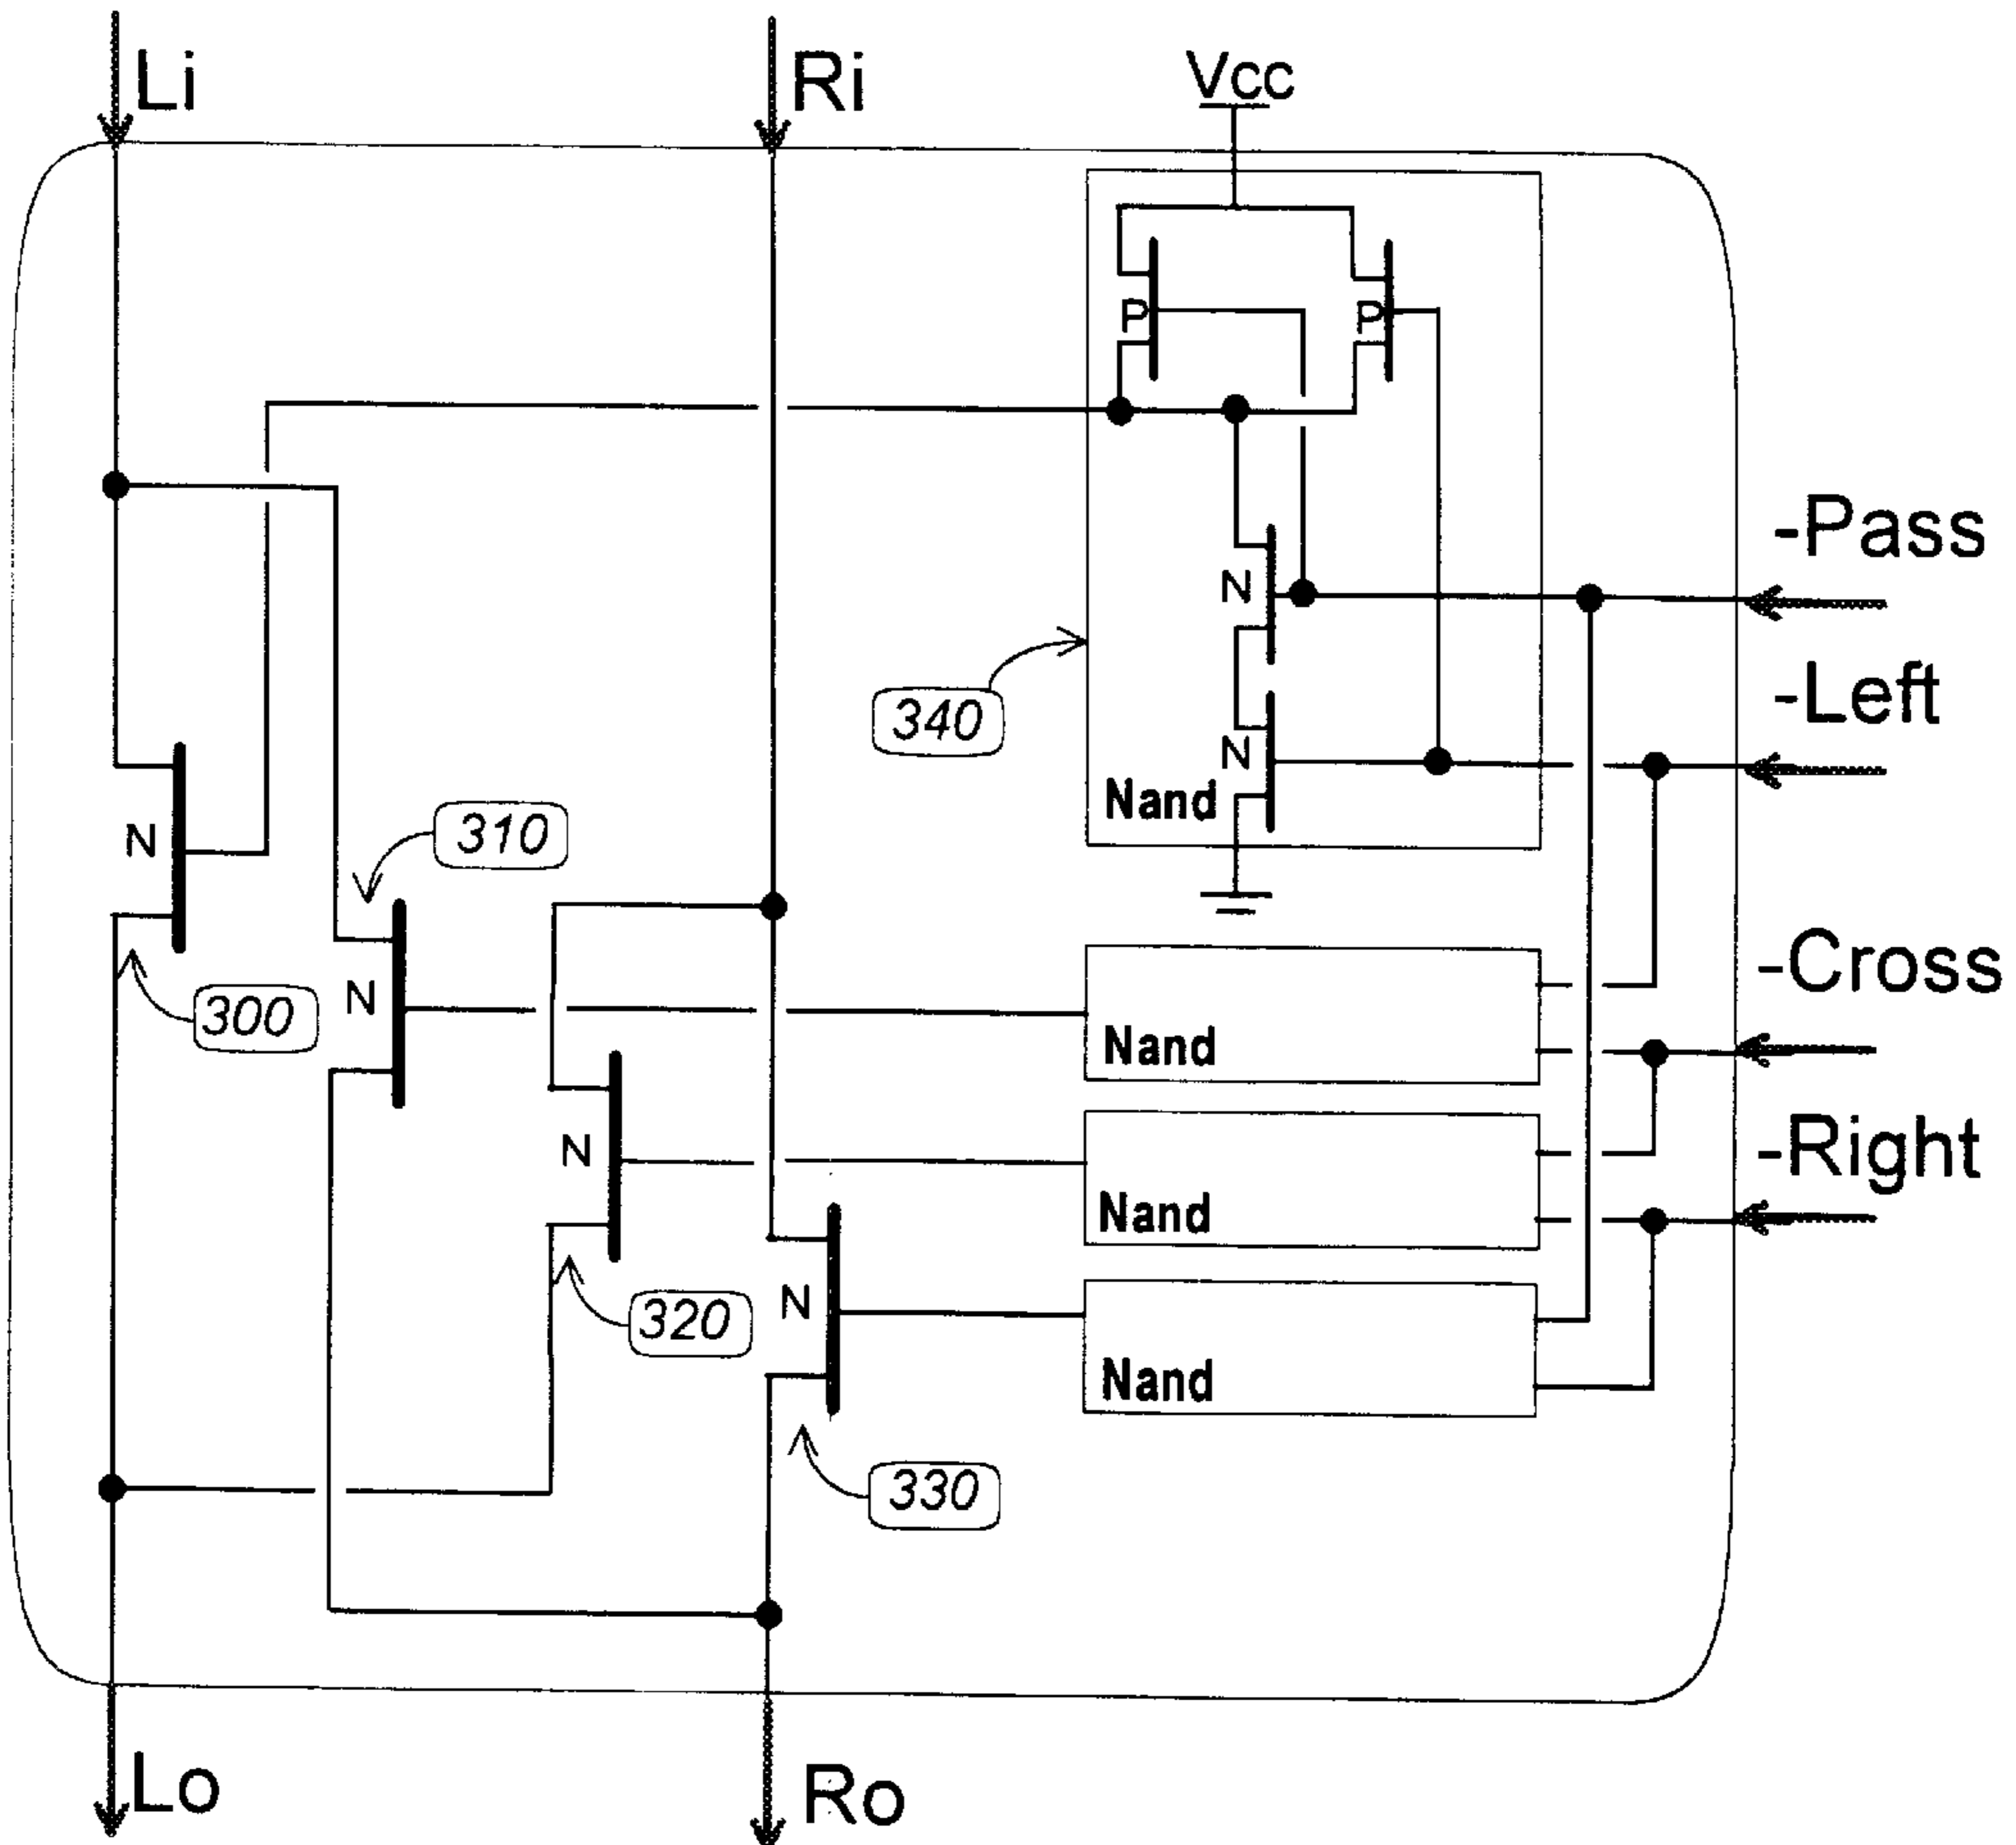 Li
Ri
Vcc
P
P
-Pass
N
-Left
340
N
Nand
310
N
-Cross
300
N
Nand
-Right
N
Nand
320
N
Nand
330
Lo
Ro